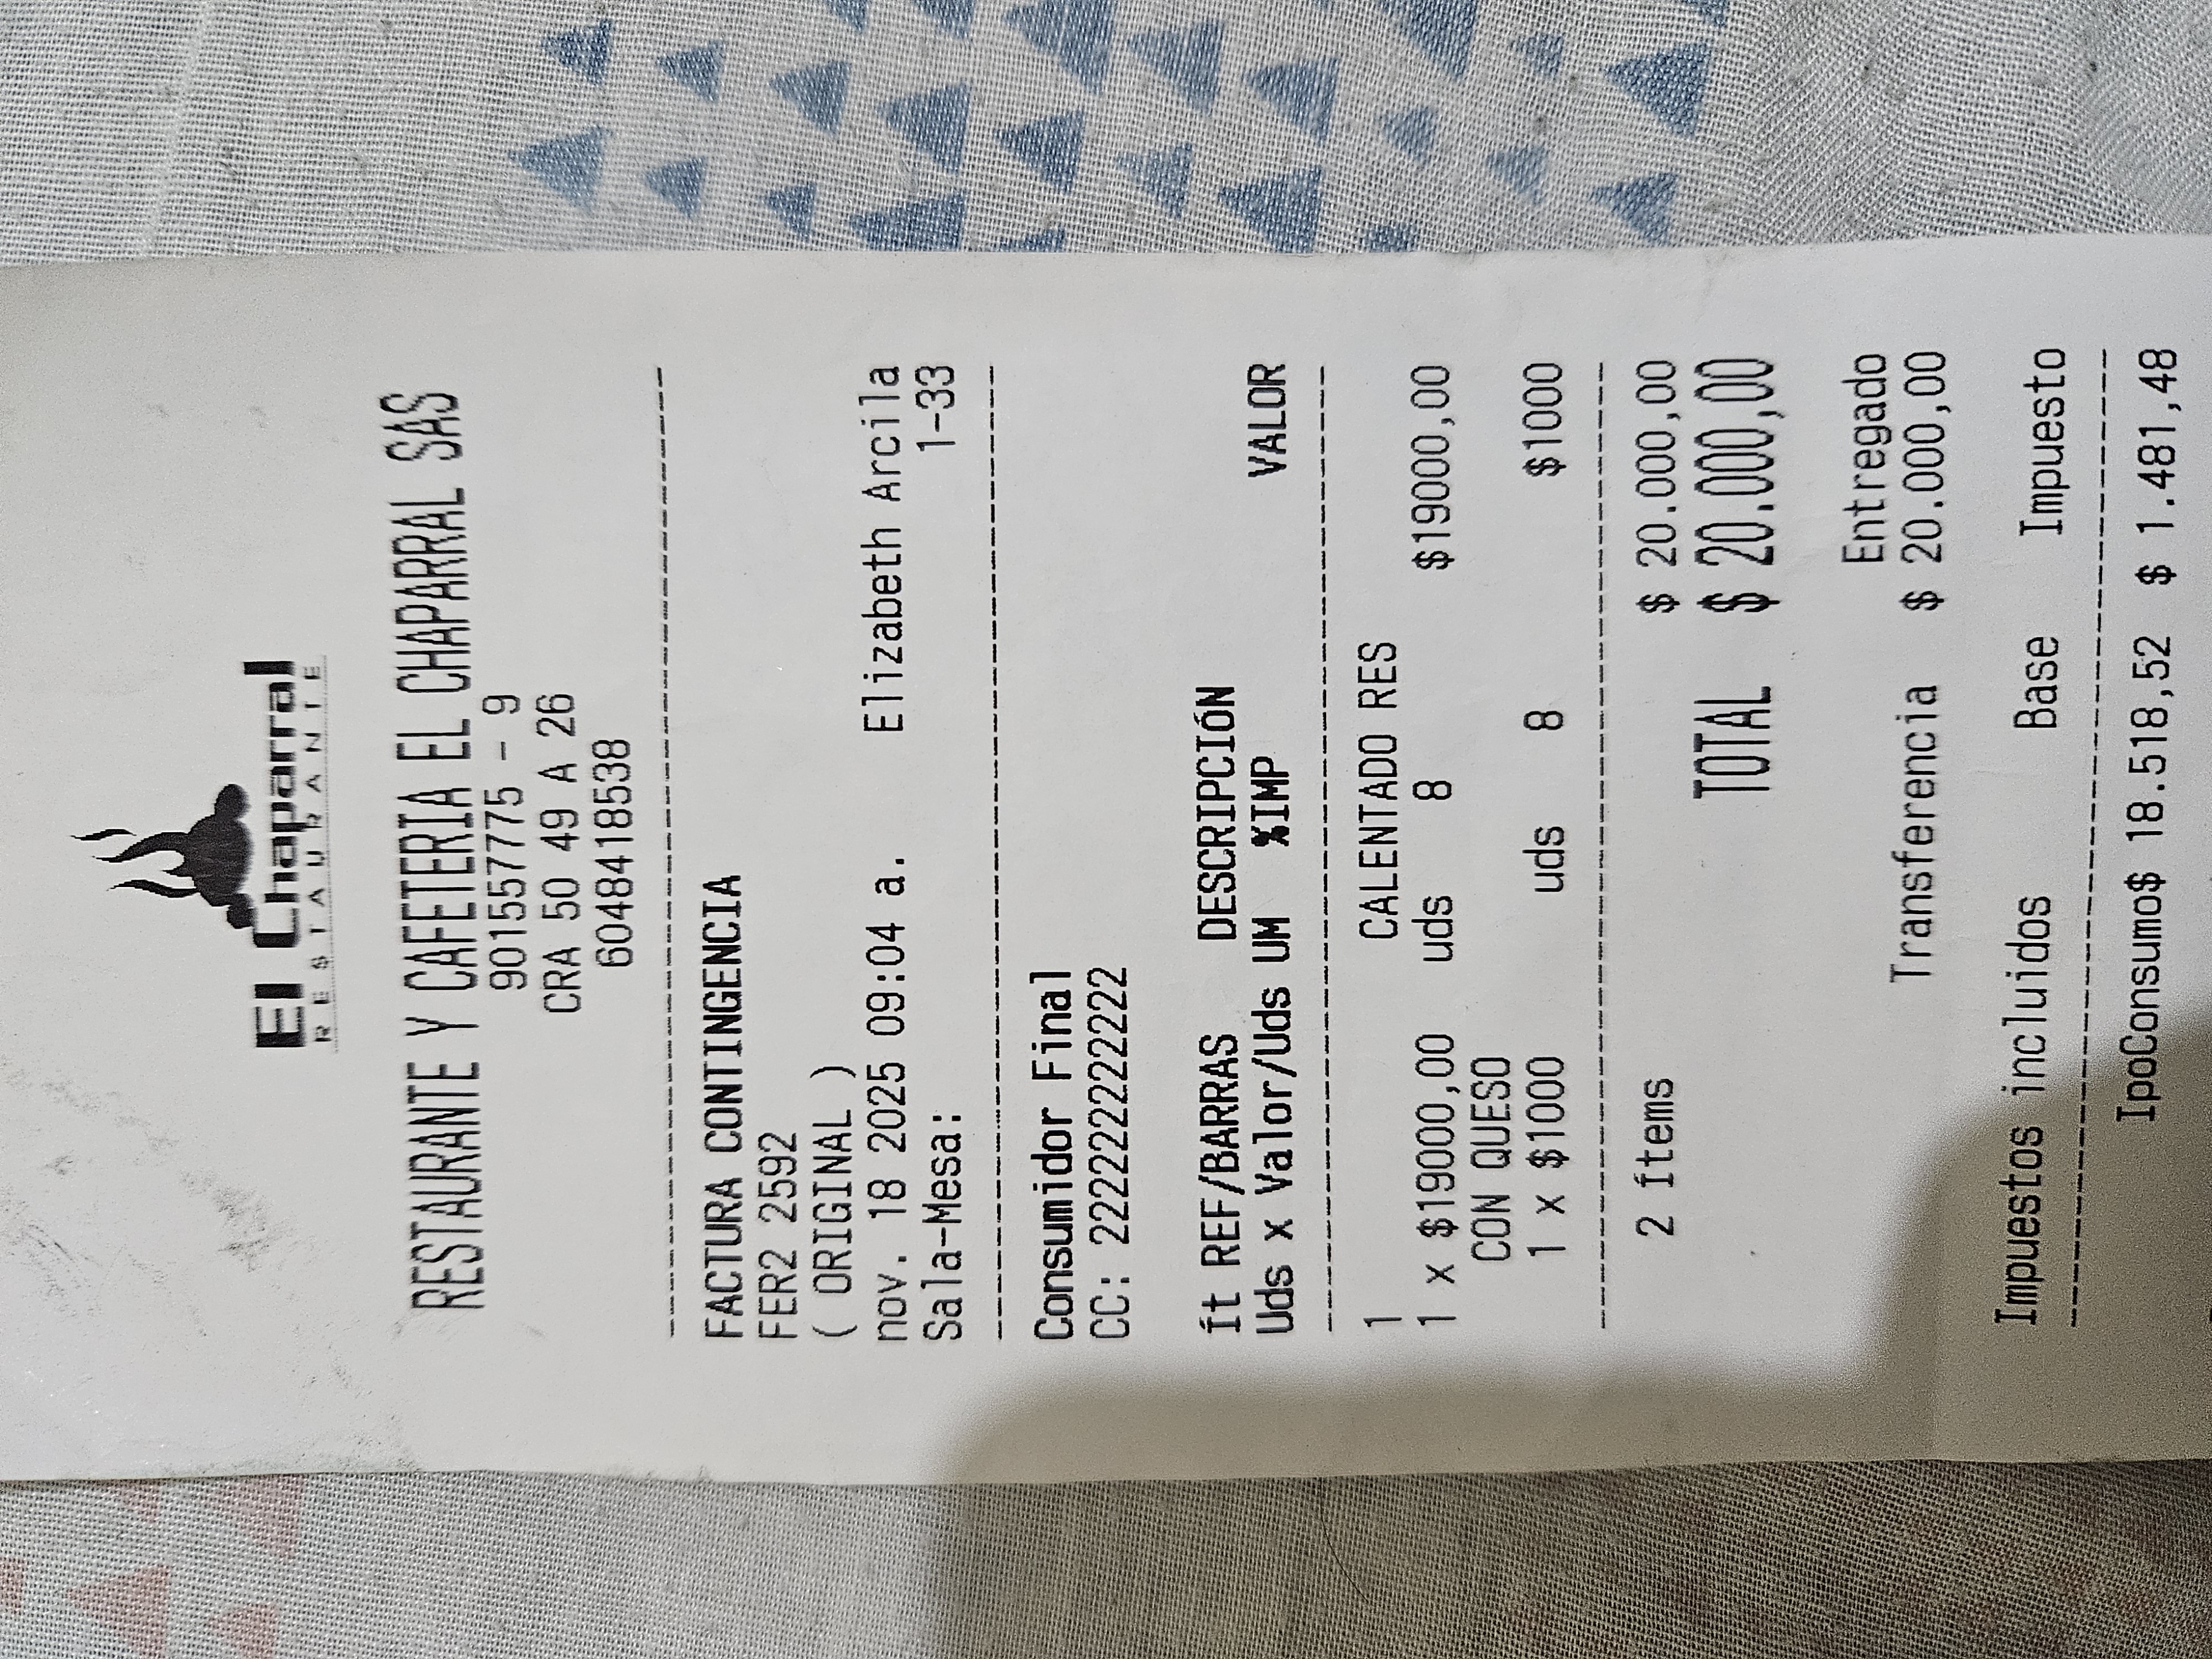 El Chaparral
RESTAURANTE
RESTAURANTE Y CAFETERIA EL CHAPARRAL SAS
901557775 - 9
CRA 50 49 A 26
6048418538
FACTURA CONTINGENCIA
FER2 2592
( ORIGINAL )
nov. 18 2025 09:04 a. Elizabeth Arcila
Sala-Mesa: 1-33
Consumidor Final
CC: 222222222222
Ít REF/BARRAS DESCRIPCIÓN
Uds x Valor/Uds UM %IMP VALOR
1 CALENTADO RES
1 x $19000,00 uds 8 $19000,00
CON QUESO
1 x $1000 uds 8 $1000
2 Ítems $ 20.000,00
TOTAL $ 20.000,00
Entregado
Transferencia $ 20.000,00
Impuestos incluidos Base Impuesto
IpoConsumo$ 18.518,52 $ 1.481,48